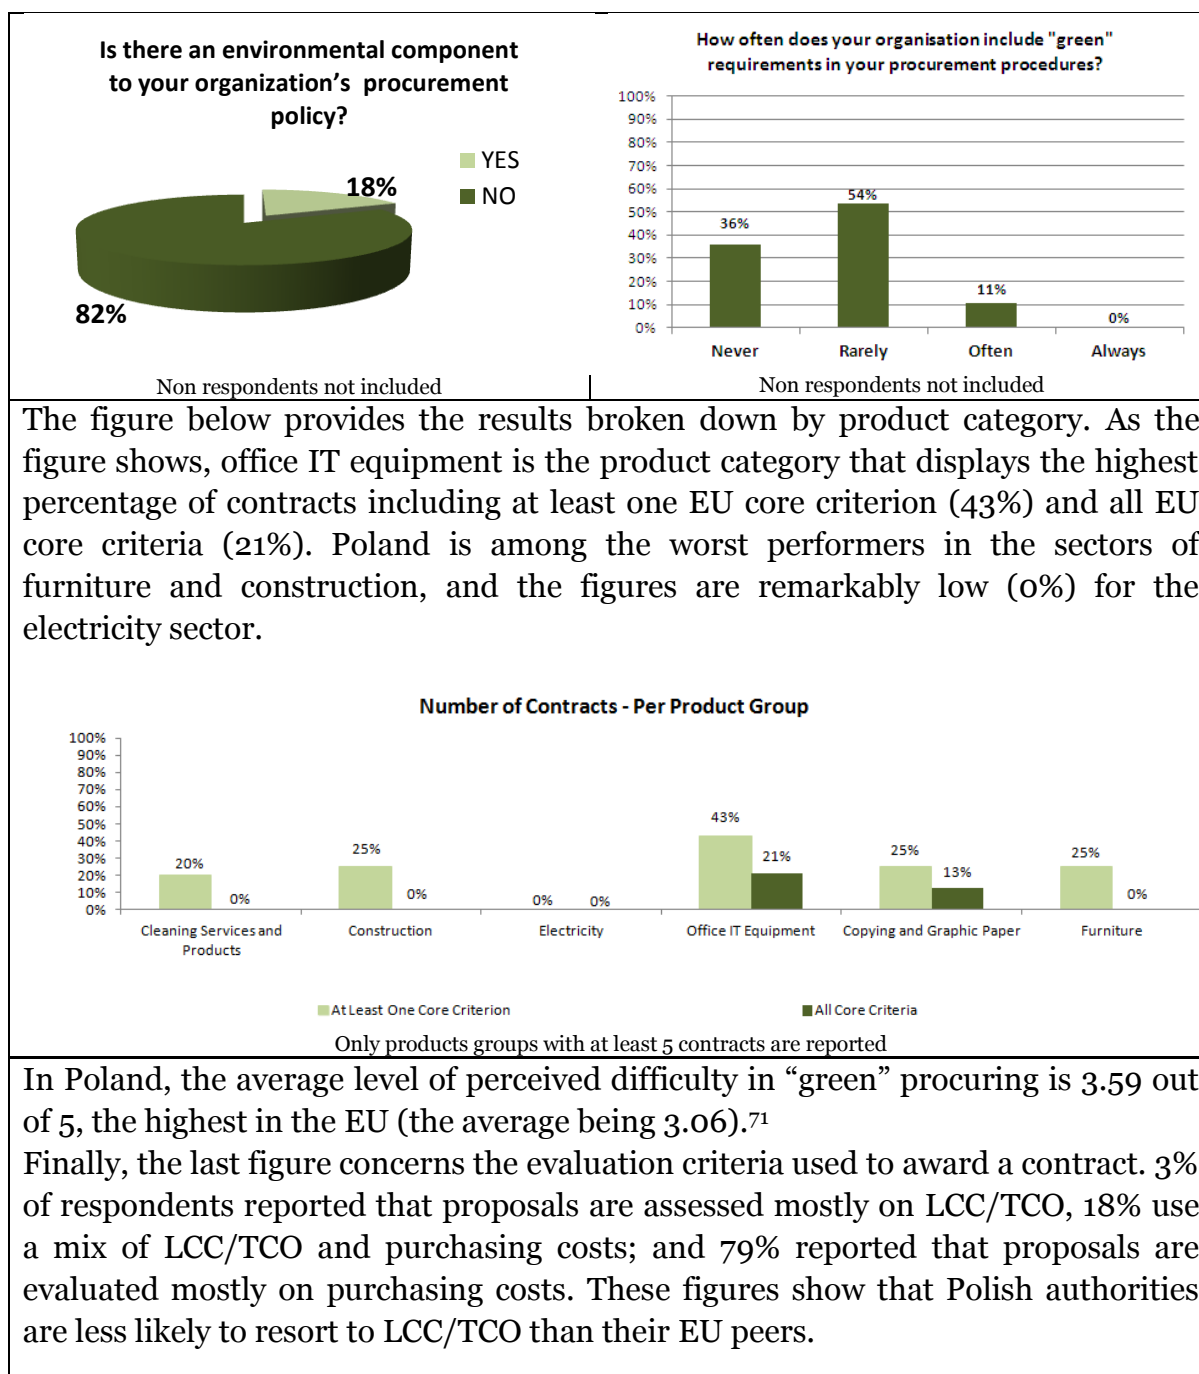 Is there an environmental component
to your organization’s procurement
policy?
YES
NO
18%
82%
Non respondents not included
How often does your organisation include "green"
requirements in your procurement procedures?
100%
90%
80%
70%
60%
50%
40%
30%
20%
10%
0%
36%
54%
11%
0%
Never Rarely Often Always
Non respondents not included
The figure below provides the results broken down by product category. As the
figure shows, office IT equipment is the product category that displays the highest
percentage of contracts including at least one EU core criterion (43%) and all EU
core criteria (21%). Poland is among the worst performers in the sectors of
furniture and construction, and the figures are remarkably low (0%) for the
electricity sector.
Number of Contracts - Per Product Group
100%
90%
80%
70%
60%
50%
40%
30%
20%
10%
0%
20% 0% 25% 0% 0% 0% 43% 21% 25% 13% 25% 0%
Cleaning Services and Construction Electricity Office IT Equipment Copying and Graphic Paper Furniture
Products
At Least One Core Criterion All Core Criteria
Only products groups with at least 5 contracts are reported
In Poland, the average level of perceived difficulty in “green” procuring is 3.59 out
of 5, the highest in the EU (the average being 3.06).71
Finally, the last figure concerns the evaluation criteria used to award a contract. 3%
of respondents reported that proposals are assessed mostly on LCC/TCO, 18% use
a mix of LCC/TCO and purchasing costs; and 79% reported that proposals are
evaluated mostly on purchasing costs. These figures show that Polish authorities
are less likely to resort to LCC/TCO than their EU peers.